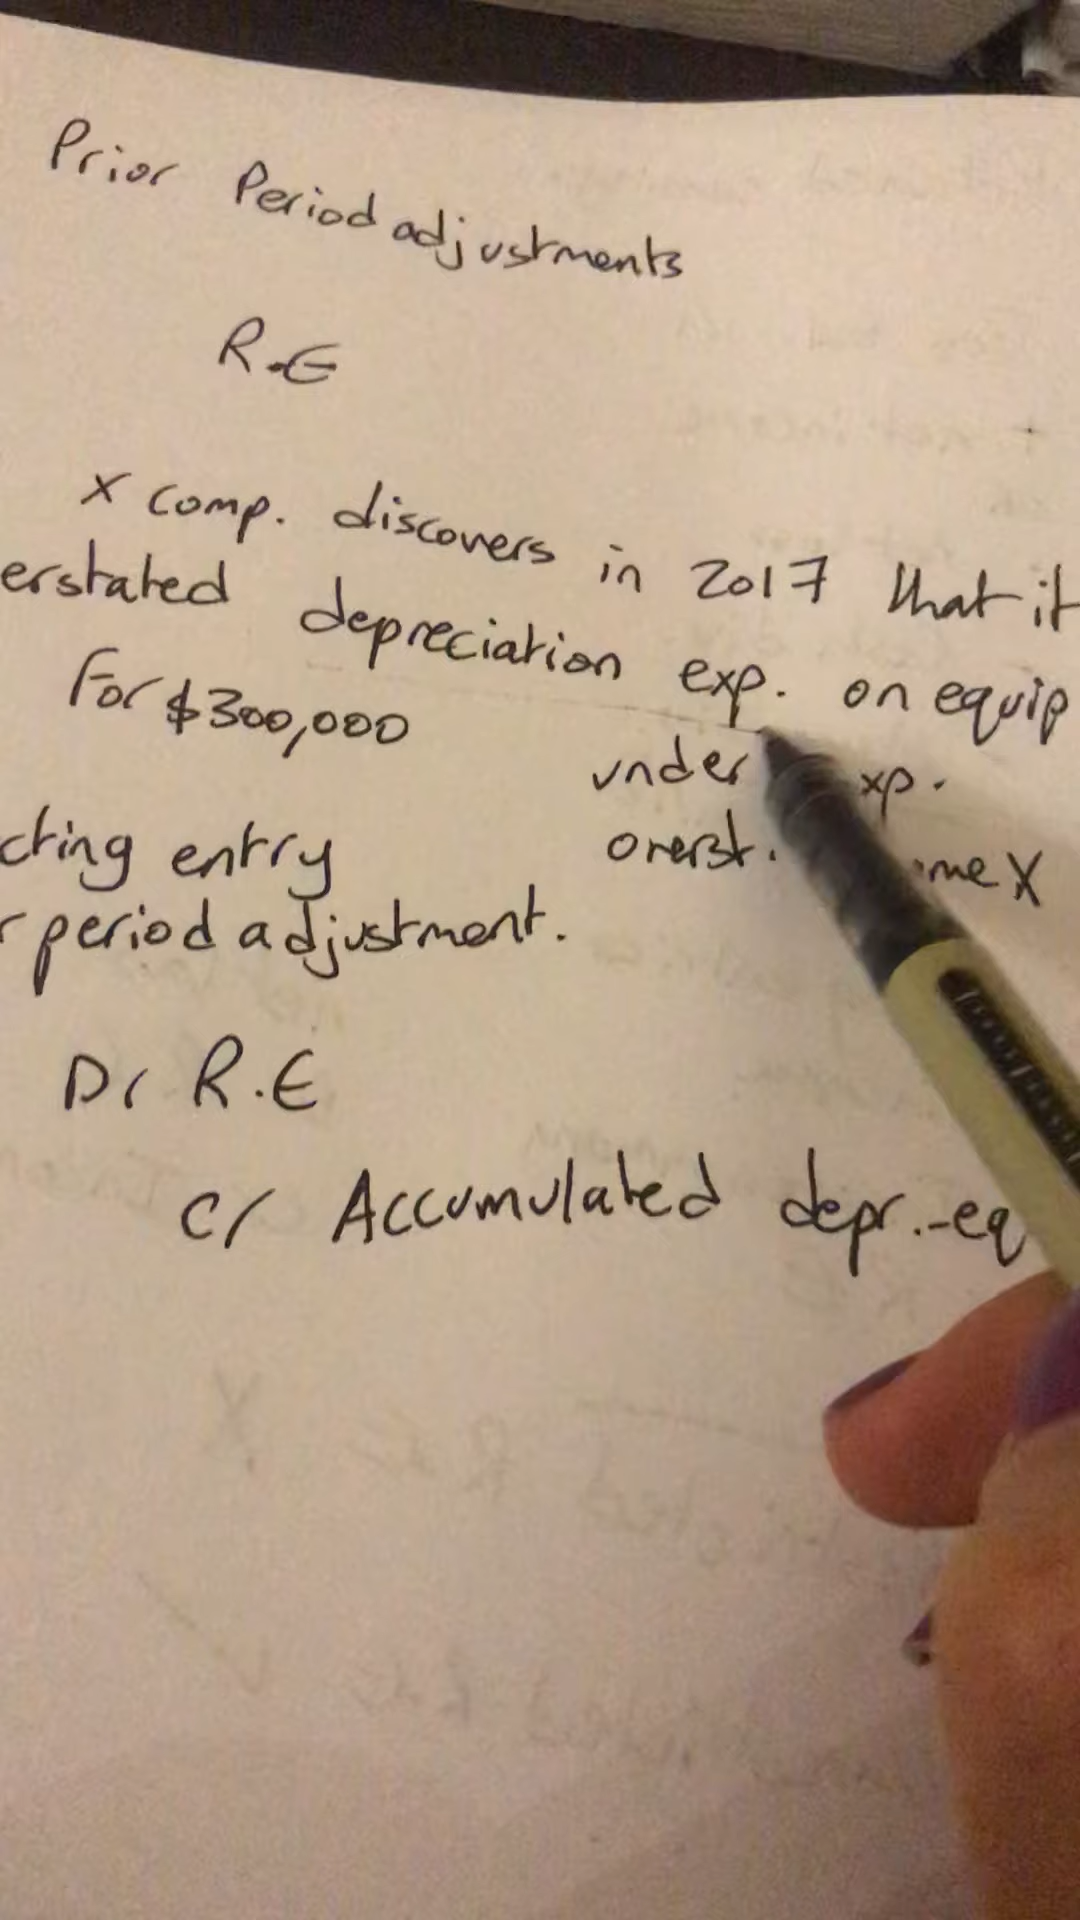 Prior Period adjustments
R.E
X comp. discovers in 2017 that it
erstated depreciation exp. on equip
For $300,000
under xp.
overst. me X
cting entry
r period adjustment.
Dr R.E
Cr Accumulated depr.-eq